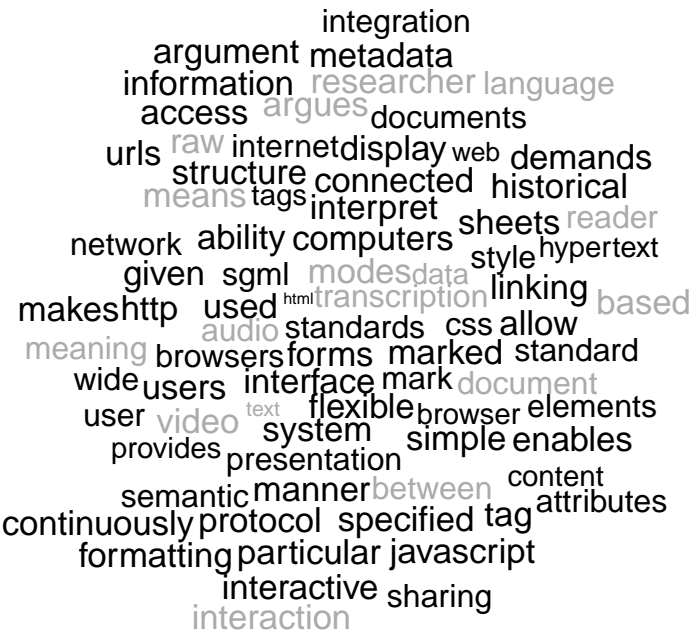 integration
argument metadata
information researcher language
access argues documents
urls raw internet display web demands
structure connected historical
means tags interpret sheets reader
network ability computers style hypertext
given sgml modes data linking
makes http used html transcription based
audio standards css allow
meaning browsers forms marked standard
wide users interface mark document
user video text flexible browser elements
provides system simple enables
presentation
semantic manner between content attributes
continuously protocol specified tag
formatting particular javascript
interactive sharing
interaction